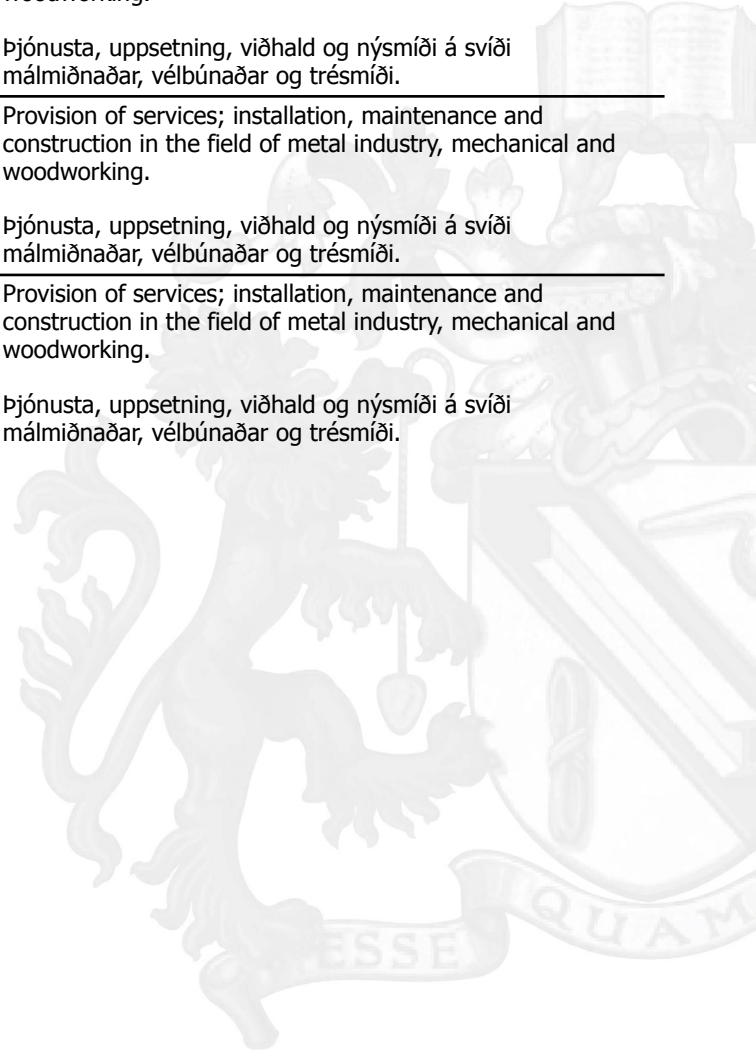 woodworking.
Þjónusta, uppsetning, viðhald og nýsmíði á svíði
málmiðnaðar, vélbúnaðar og trésmíði.
Provision of services; installation, maintenance and
construction in the field of metal industry, mechanical and
woodworking.
Þjónusta, uppsetning, viðhald og nýsmíði á svíði
málmiðnaðar, vélbúnaðar og trésmíði.
Provision of services; installation, maintenance and
construction in the field of metal industry, mechanical and
woodworking.
Þjónusta, uppsetning, viðhald og nýsmíði á svíði
málmiðnaðar, vélbúnaðar og trésmíði.
ESSE QUAM